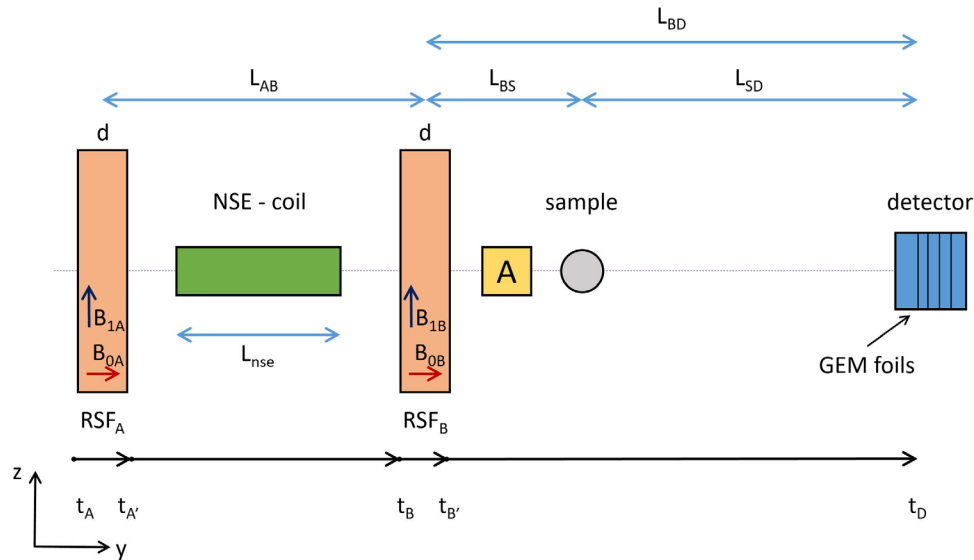 L_BD
L_AB L_BS L_SD
d d
NSE - coil sample detector
A
B_1A B_1B
B_0A B_0B
L_nse
GEM foils
RSF_A RSF_B
z
t_A t_A' t_B t_B' t_D
y